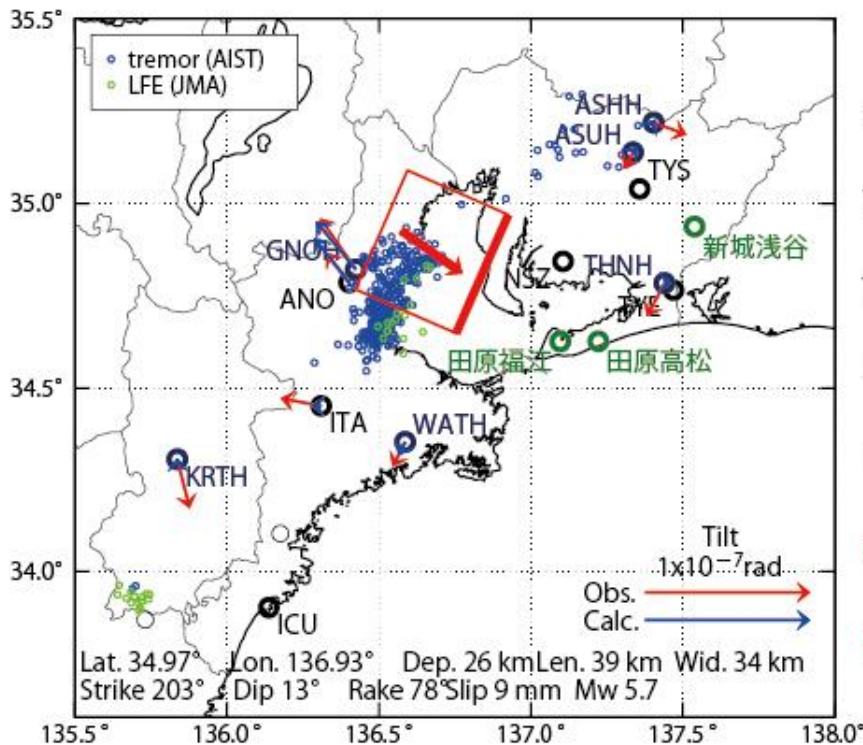 35.5°
tremor (AIST)
LFE (JMA)
ASHH
ASUH
TYS
35.0°
新城浅谷
GNOH
THNH
NSZ
ANO
TYE
田原福江
田原高松
34.5°
ITA
WATH
KRTH
Tilt
1x10⁻⁷rad
34.0°
Obs.
ICU
Calc.
Lat. 34.97° Lon. 136.93° Dep. 26 km Len. 39 km Wid. 34 km
Strike 203° Dip 13° Rake 78° Slip 9 mm Mw 5.7
135.5° 136.0° 136.5° 137.0° 137.5° 138.0°